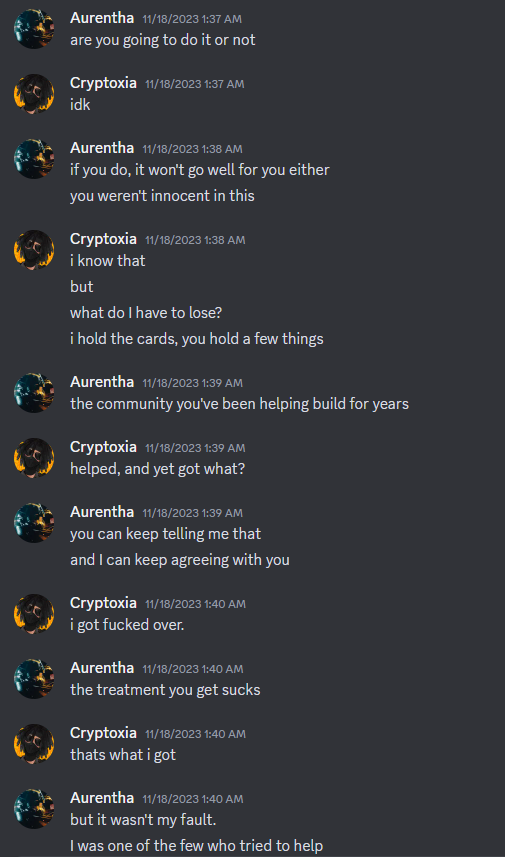 Aurentha 11/18/2023 1:37 AM
are you going to do it or not
Cryptoxia 11/18/2023 1:37 AM
idk
Aurentha 11/18/2023 1:38 AM
if you do, it won't go well for you either
you weren't innocent in this
Cryptoxia 11/18/2023 1:38 AM
i know that
but
what do I have to lose?
i hold the cards, you hold a few things
Aurentha 11/18/2023 1:39 AM
the community you've been helping build for years
Cryptoxia 11/18/2023 1:39 AM
helped, and yet got what?
Aurentha 11/18/2023 1:39 AM
you can keep telling me that
and I can keep agreeing with you
Cryptoxia 11/18/2023 1:40 AM
i got fucked over.
Aurentha 11/18/2023 1:40 AM
the treatment you get sucks
Cryptoxia 11/18/2023 1:40 AM
thats what i got
Aurentha 11/18/2023 1:40 AM
but it wasn't my fault.
I was one of the few who tried to help